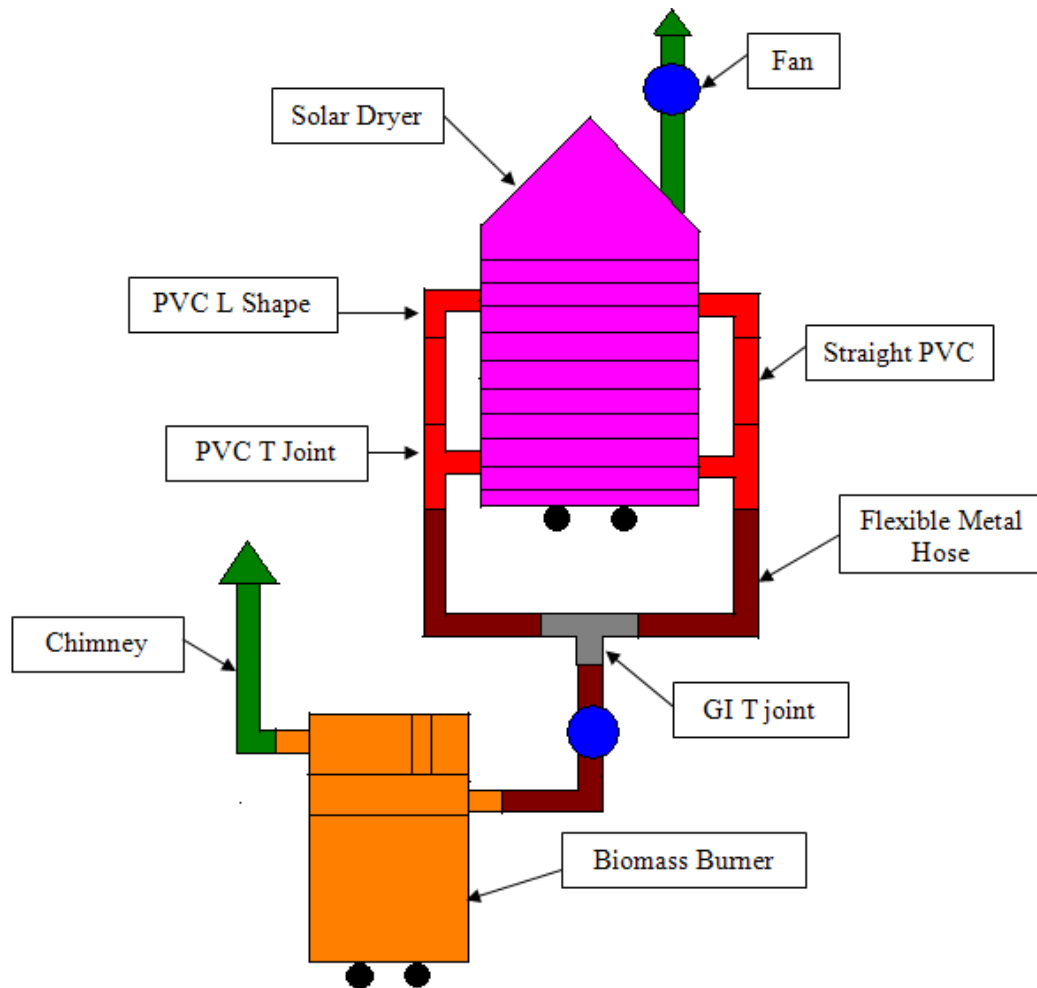 Fan
Solar Dryer
PVC L Shape
Straight PVC
PVC T Joint
Flexible Metal
Hose
Chimney
GI T joint
Biomass Burner